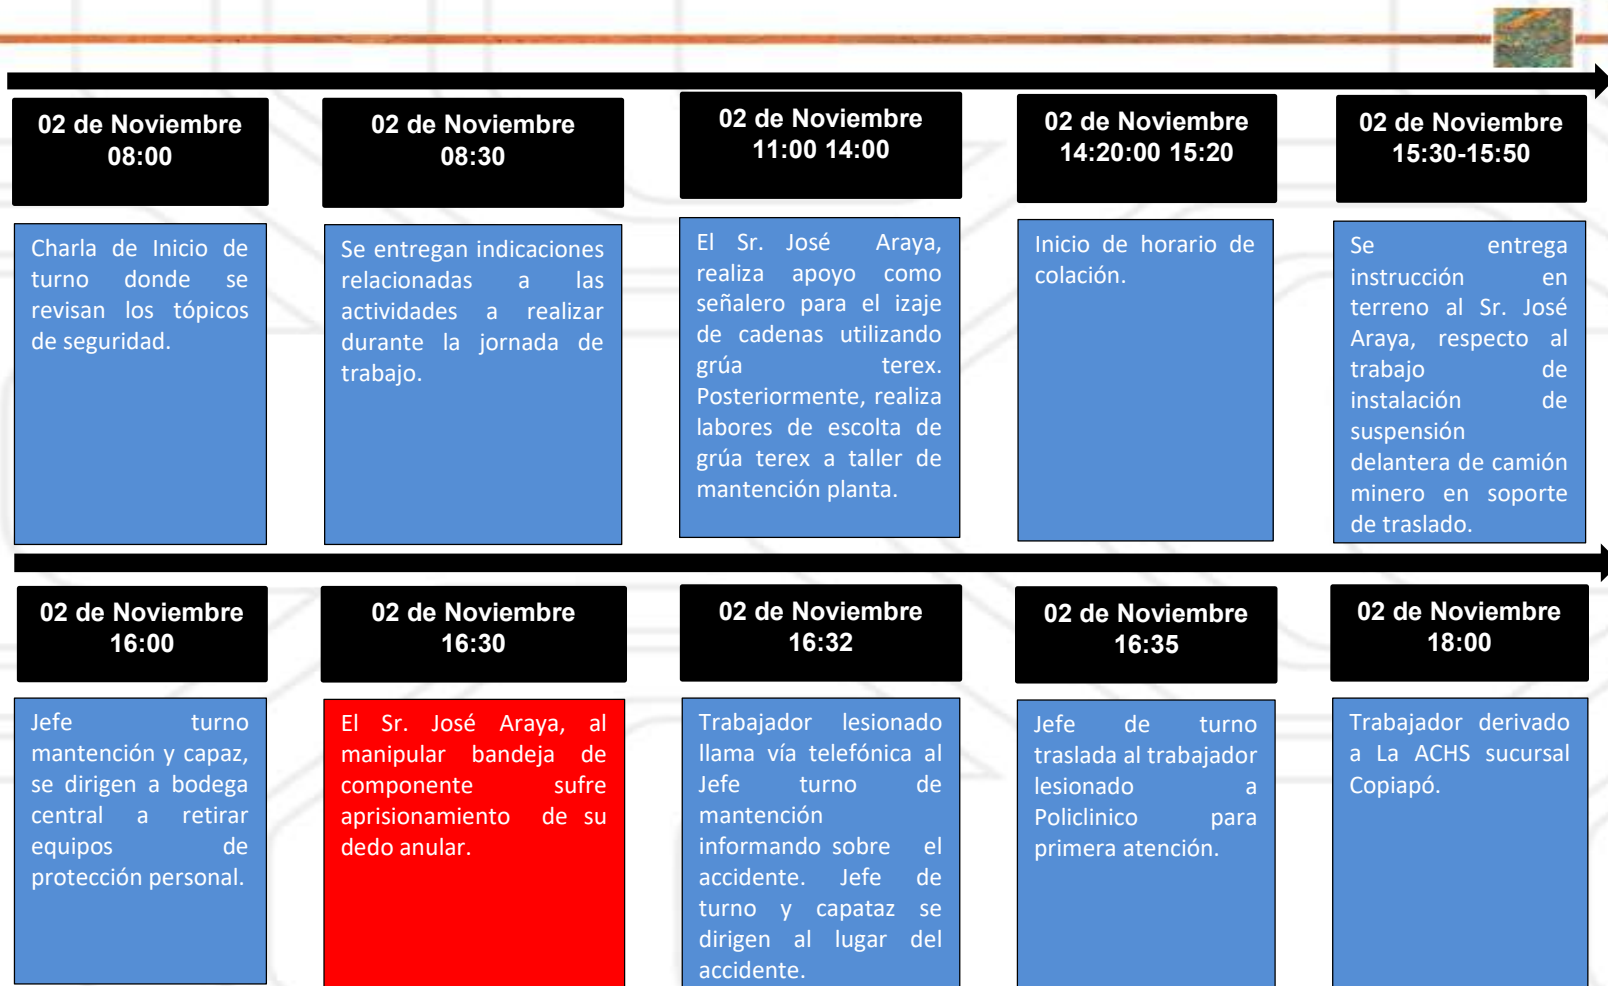 02 de Noviembre
08:00
02 de Noviembre
08:30
02 de Noviembre
11:00 14:00
02 de Noviembre
14:20:00 15:20
02 de Noviembre
15:30-15:50
Charla de Inicio de
turno donde se
revisan los tópicos
de seguridad.
Se entregan indicaciones
relacionadas a las
actividades a realizar
durante la jornada de
trabajo.
El Sr. José Araya,
realiza apoyo como
señalero para el izaje
de cadenas utilizando
grúa terex.
Posteriormente, realiza
labores de escolta de
grúa terex a taller de
mantención planta.
Inicio de horario de
colación.
Se entrega
instrucción en
terreno al Sr. José
Araya, respecto al
trabajo de
instalación de
suspensión
delantera de camión
minero en soporte
de traslado.
02 de Noviembre
16:00
02 de Noviembre
16:30
02 de Noviembre
16:32
02 de Noviembre
16:35
02 de Noviembre
18:00
Jefe turno
mantención y capaz,
se dirigen a bodega
central a retirar
equipos de
protección personal.
El Sr. José Araya, al
manipular bandeja de
componente sufre
aprisionamiento de su
dedo anular.
Trabajador lesionado
llama vía telefónica al
Jefe turno de
mantención
informando sobre el
accidente. Jefe de
turno y capataz se
dirigen al lugar del
accidente.
Jefe de turno
traslada al trabajador
lesionado a
Policlinico para
primera atención.
Trabajador derivado
a La ACHS sucursal
Copiapó.